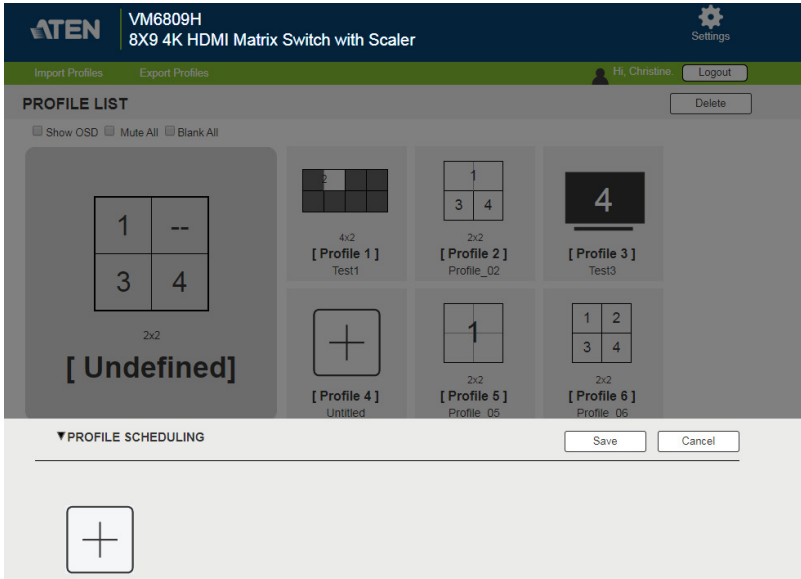 ATEN
VM6809H
8X9 4K HDMI Matrix Switch with Scaler
Settings
Import Profiles
Export Profiles
Hi, Christine.
Logout
PROFILE LIST
Delete
Show OSD
Mute All
Blank All
1
--
3
4
2x2
[ Undefined]
2
4x2
[ Profile 1 ]
Test1
1
3
4
2x2
[ Profile 2 ]
Profile_02
4
[ Profile 3 ]
Test3
[ Profile 4 ]
Untitled
1
2x2
[ Profile 5 ]
Profile_05
1
2
3
4
2x2
[ Profile 6 ]
Profile_06
▼PROFILE SCHEDULING
Save
Cancel